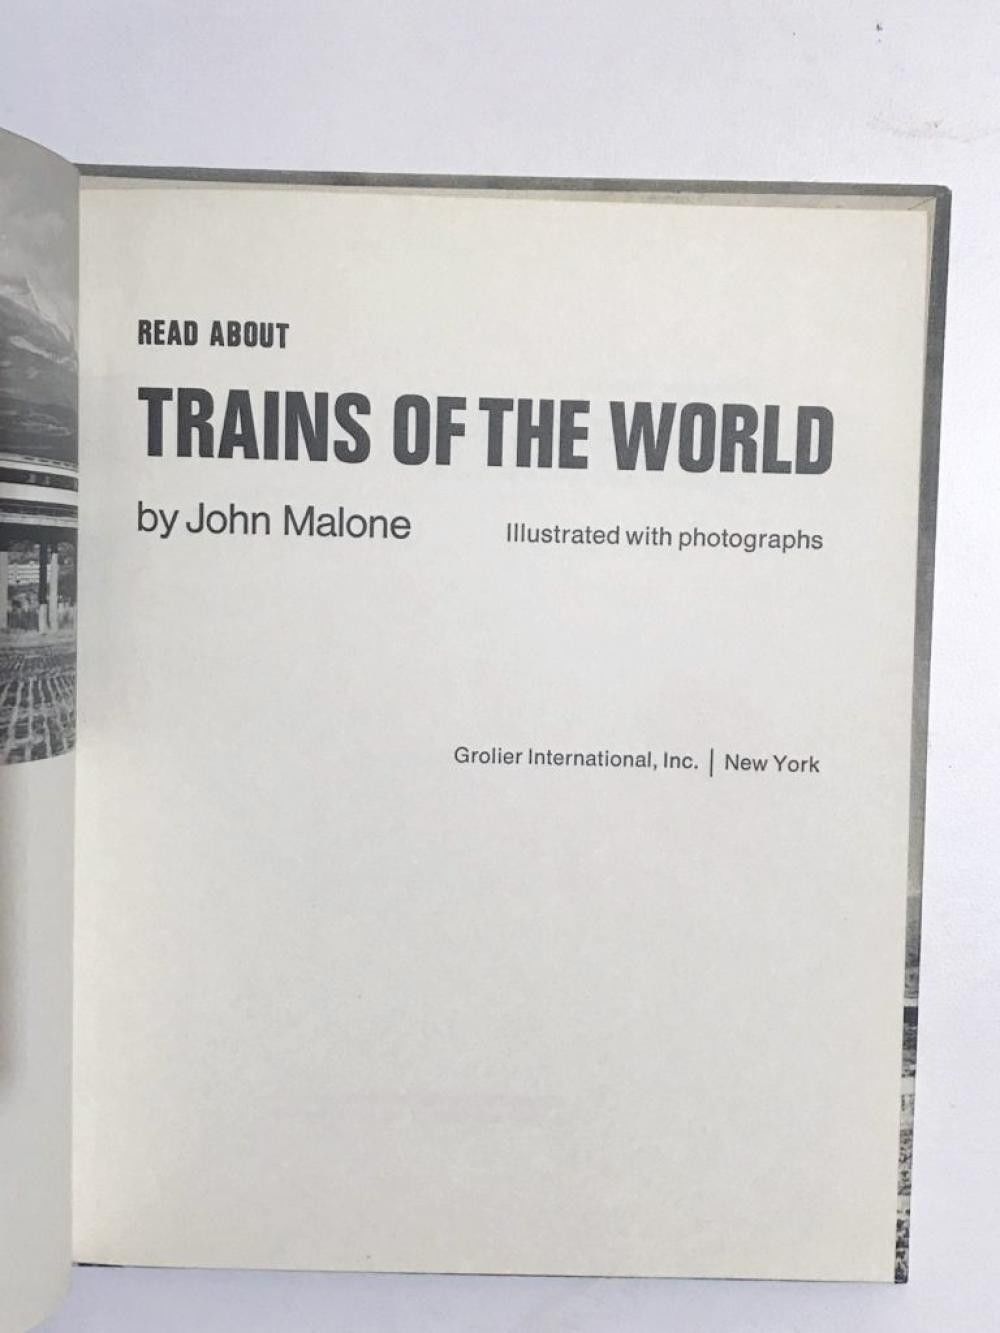 READ ABOUT
TRAINS OF THE WORLD
by John Malone
Illustrated with photographs
Grolier International, Inc. | New York